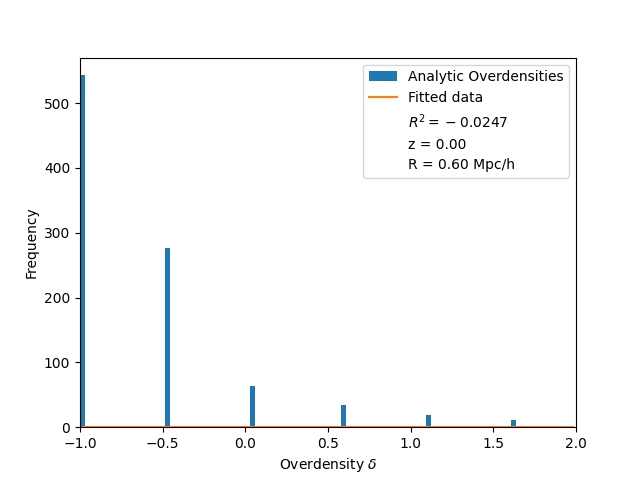 Analytic Overdensities
Fitted data
R² = −0.0247
z = 0.00
R = 0.60 Mpc/h
500
400
300
200
100
0
Frequency
−1.0 −0.5 0.0 0.5 1.0 1.5 2.0
Overdensity δ